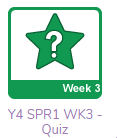 ?
Week 3
Y4 SPR1 WK3 -
Quiz